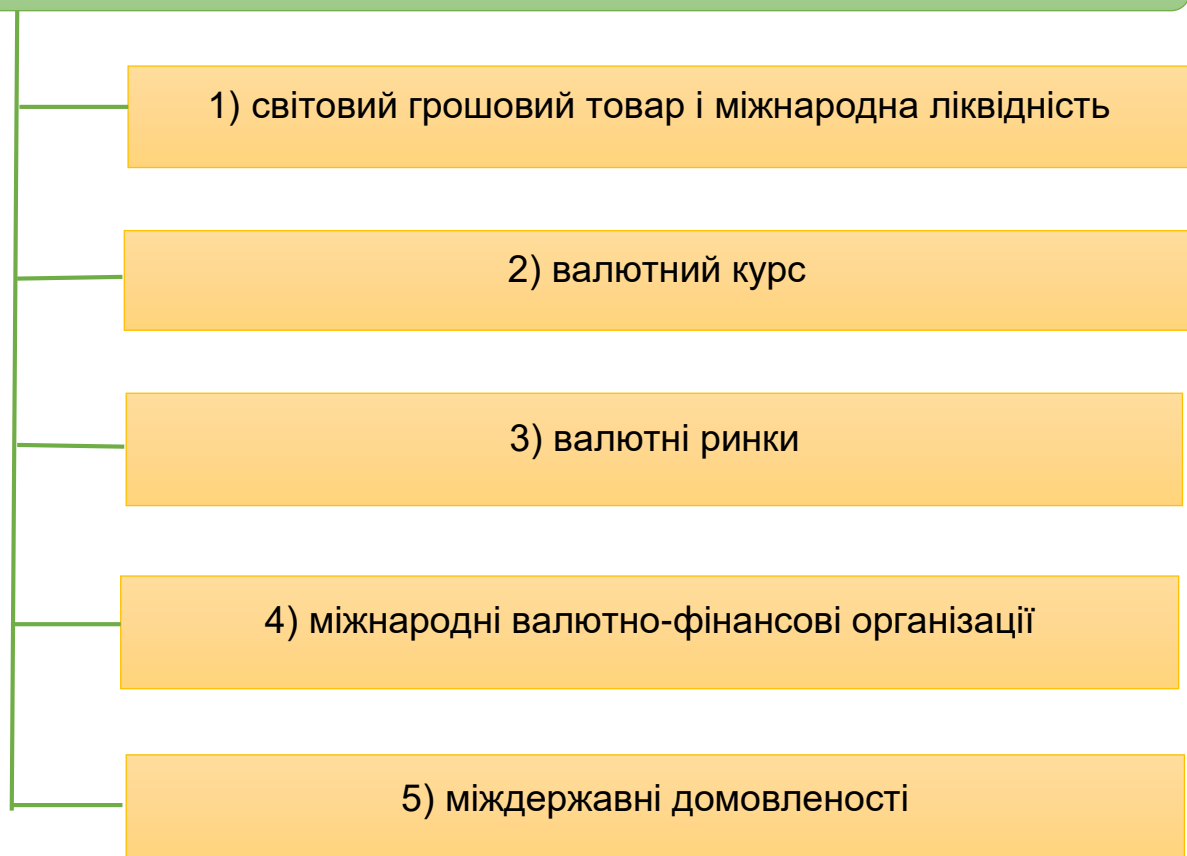 1) світовий грошовий товар і міжнародна ліквідність
2) валютний курс
3) валютні ринки
4) міжнародні валютно-фінансові організації
5) міждержавні домовленості